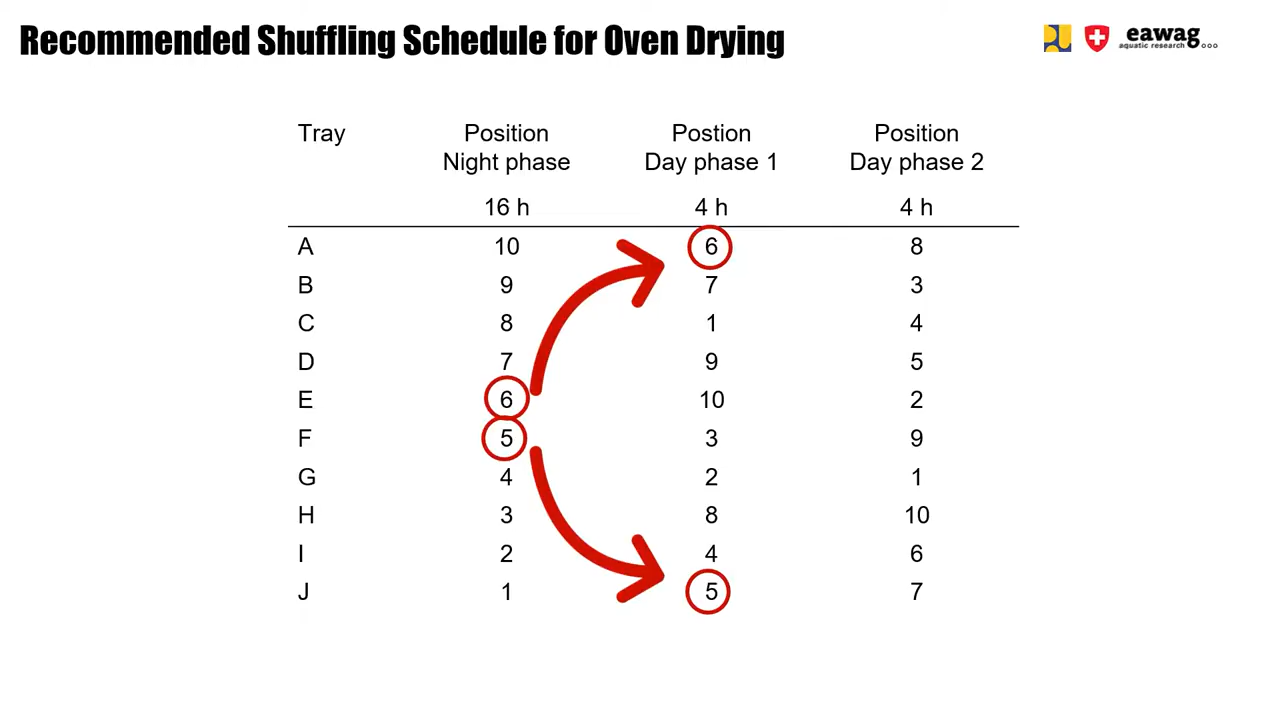 Recommended Shuffling Schedule for Oven Drying
eawag
aquatic research
Tray Position Postion Position
Night phase Day phase 1 Day phase 2
16 h 4 h 4 h
A 10 6 8
B 9 7 3
C 8 1 4
D 7 9 5
E 6 10 2
F 5 3 9
G 4 2 1
H 3 8 10
I 2 4 6
J 1 5 7